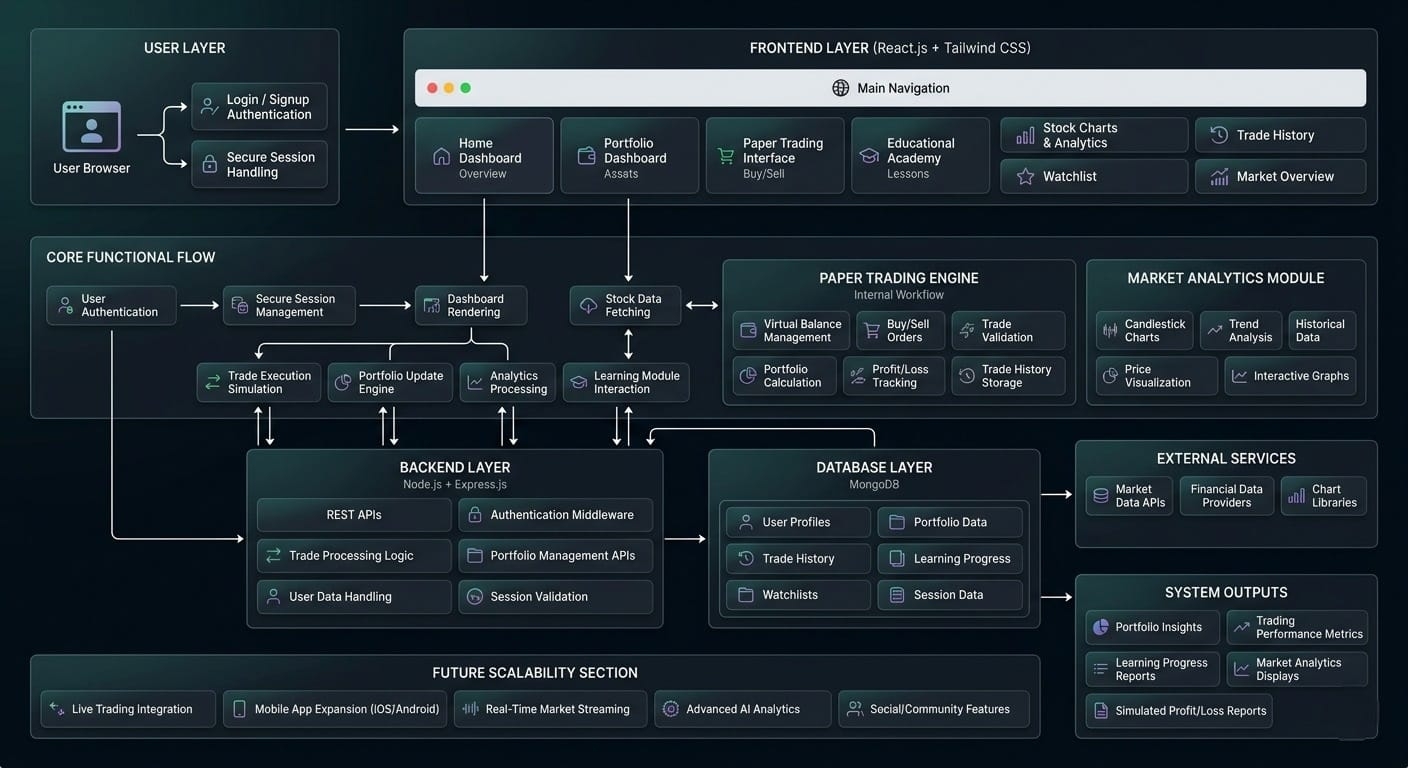 USER LAYER
User Browser
Login / Signup
Authentication
Secure Session
Handling
FRONTEND LAYER (React.js + Tailwind CSS)
Main Navigation
Home
Dashboard
Overview
Portfolio
Dashboard
Assets
Paper Trading
Interface
Buy/Sell
Educational
Academy
Lessons
Stock Charts
& Analytics
Trade History
Watchlist
Market Overview
CORE FUNCTIONAL FLOW
User
Authentication
Secure Session
Management
Dashboard
Rendering
Stock Data
Fetching
Trade Execution
Simulation
Portfolio Update
Engine
Analytics
Processing
Learning Module
Interaction
PAPER TRADING ENGINE
Internal Workflow
Virtual Balance
Management
Buy/Sell
Orders
Trade
Validation
Portfolio
Calculation
Profit/Loss
Tracking
Trade History
Storage
MARKET ANALYTICS MODULE
Candlestick
Charts
Trend
Analysis
Historical
Data
Price
Visualization
Interactive Graphs
BACKEND LAYER
Node.js + Express.js
REST APIs
Authentication Middleware
Trade Processing Logic
Portfolio Management APIs
User Data Handling
Session Validation
DATABASE LAYER
MongoD8
User Profiles
Portfolio Data
Trade History
Learning Progress
Watchlists
Session Data
EXTERNAL SERVICES
Market
Data APIs
Financial Data
Providers
Chart
Libraries
SYSTEM OUTPUTS
Portfolio Insights
Trading
Performance Metrics
Learning Progress
Reports
Market Analytics
Displays
Simulated Profit/Loss Reports
FUTURE SCALABILITY SECTION
Live Trading Integration
Mobile App Expansion (IOS/Android)
Real-Time Market Streaming
Advanced AI Analytics
Social/Community Features